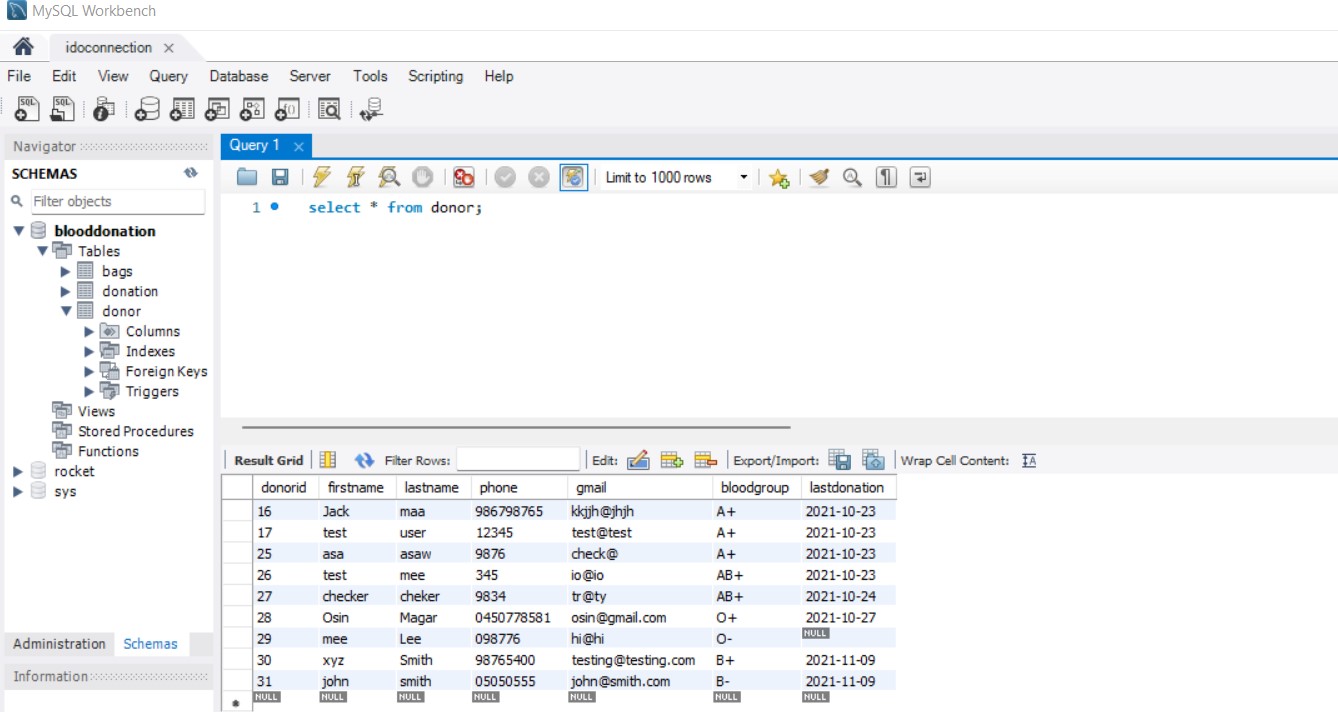 MySQL Workbench
idoconnection
File Edit View Query Database Server Tools Scripting Help
SQL SQL
Navigator
Query 1
SCHEMAS
Limit to 1000 rows
Filter objects
1 select * from donor;
blooddonation
Tables
bags
donation
donor
Columns
Indexes
Foreign Keys
Triggers
Views
Stored Procedures
Functions
rocket
sys
Administration Schemas
Information
Result Grid Filter Rows: Edit: Export/Import: Wrap Cell Content:
donorid firstname lastname phone gmail bloodgroup lastdonation
16 Jack maa 986798765 kkjjh@jhjh A+ 2021-10-23
17 test user 12345 test@test A+ 2021-10-23
25 asa asaw 9876 check@ A+ 2021-10-23
26 test mee 345 io@io AB+ 2021-10-23
27 checker cheker 9834 tr@ty AB+ 2021-10-24
28 Osin Magar 0450778581 osin@gmail.com O+ 2021-10-27
29 mee Lee 098776 hi@hi O- NULL
30 xyz Smith 98765400 testing@testing.com B+ 2021-11-09
31 john smith 05050555 john@smith.com B- 2021-11-09
* NULL NULL NULL NULL NULL NULL NULL